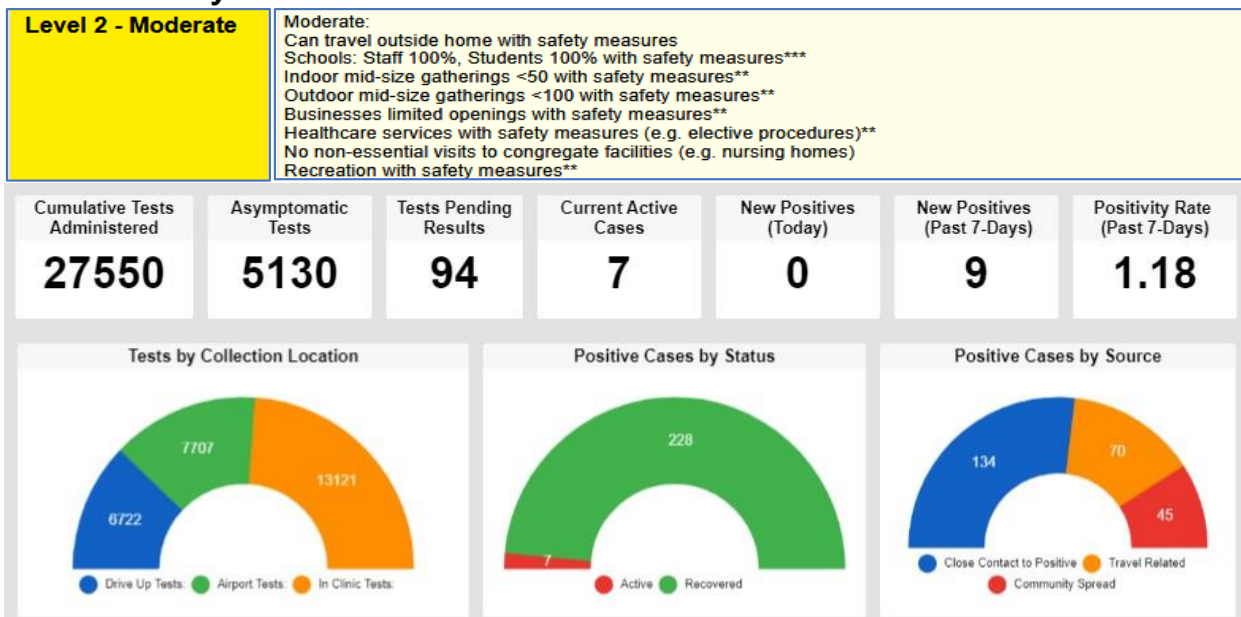 Level 2 - Moderate
Moderate:
Can travel outside home with safety measures
Schools: Staff 100%, Students 100% with safety measures***
Indoor mid-size gatherings <50 with safety measures**
Outdoor mid-size gatherings <100 with safety measures**
Businesses limited openings with safety measures**
Healthcare services with safety measures (e.g. elective procedures)**
No non-essential visits to congregate facilities (e.g. nursing homes)
Recreation with safety measures**
Cumulative Tests
Administered
27550
Asymptomatic
Tests
5130
Tests Pending
Results
94
Current Active
Cases
7
New Positives
(Today)
0
New Positives
(Past 7-Days)
9
Positivity Rate
(Past 7-Days)
1.18
Tests by Collection Location
6722
7707
13121
Drive Up Tests: Airport Tests: In Clinic Tests:
Positive Cases by Status
7
228
Active Recovered
Positive Cases by Source
134
70
45
Close Contact to Positive Travel Related
Community Spread